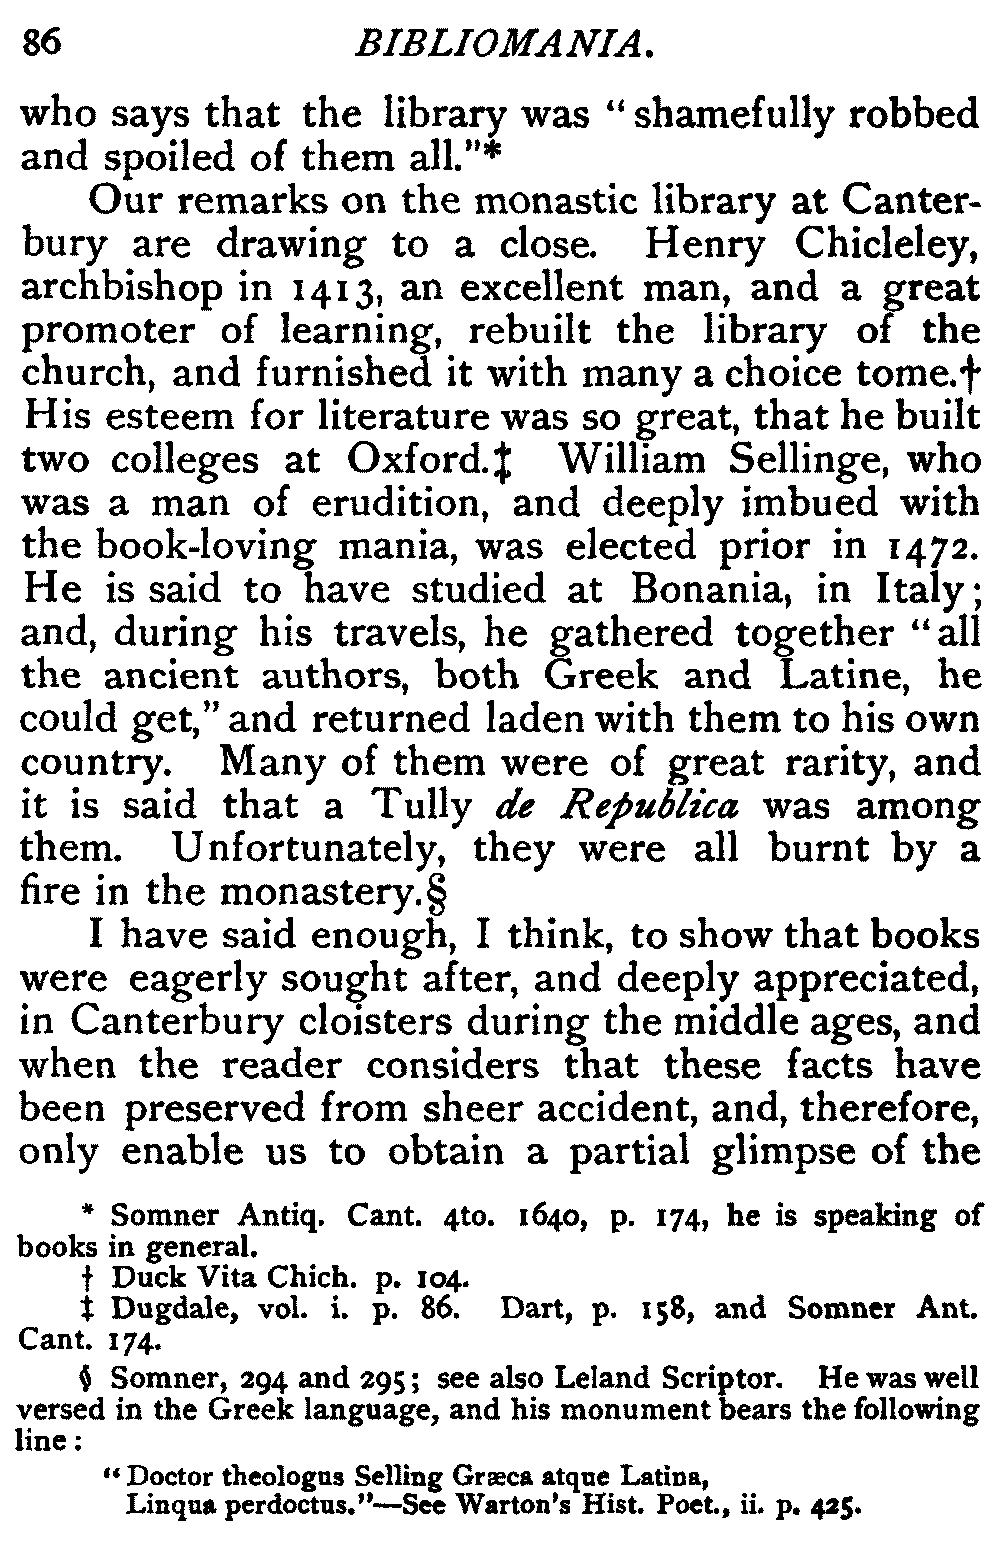 86 BIBLIOMANIA.
who says that the library was “shamefully robbed
and spoiled of them all.”*
Our remarks on the monastic library at Canter-
bury are drawing to a close. Henry Chicleley,
archbishop in 1413, an excellent man, and a great
promoter of learning, rebuilt the library of the
church, and furnished it with many a choice tome.†
His esteem for literature was so great, that he built
two colleges at Oxford.‡ William Sellinge, who
was a man of erudition, and deeply imbued with
the book-loving mania, was elected prior in 1472.
He is said to have studied at Bonania, in Italy;
and, during his travels, he gathered together “all
the ancient authors, both Greek and Latine, he
could get,” and returned laden with them to his own
country. Many of them were of great rarity, and
it is said that a Tully de Republica was among
them. Unfortunately, they were all burnt by a
fire in the monastery.§
I have said enough, I think, to show that books
were eagerly sought after, and deeply appreciated,
in Canterbury cloisters during the middle ages, and
when the reader considers that these facts have
been preserved from sheer accident, and, therefore,
only enable us to obtain a partial glimpse of the
* Somner Antiq. Cant. 4to. 1640, p. 174, he is speaking of
books in general.
† Duck Vita Chich. p. 104.
‡ Dugdale, vol. i. p. 86. Dart, p. 158, and Somner Ant.
Cant. 174.
§ Somner, 294 and 295; see also Leland Scriptor. He was well
versed in the Greek language, and his monument bears the following
line:
“Doctor theologus Selling Græca atque Latina,
Linqua perdoctus.”—See Warton's Hist. Poet., ii. p. 425.